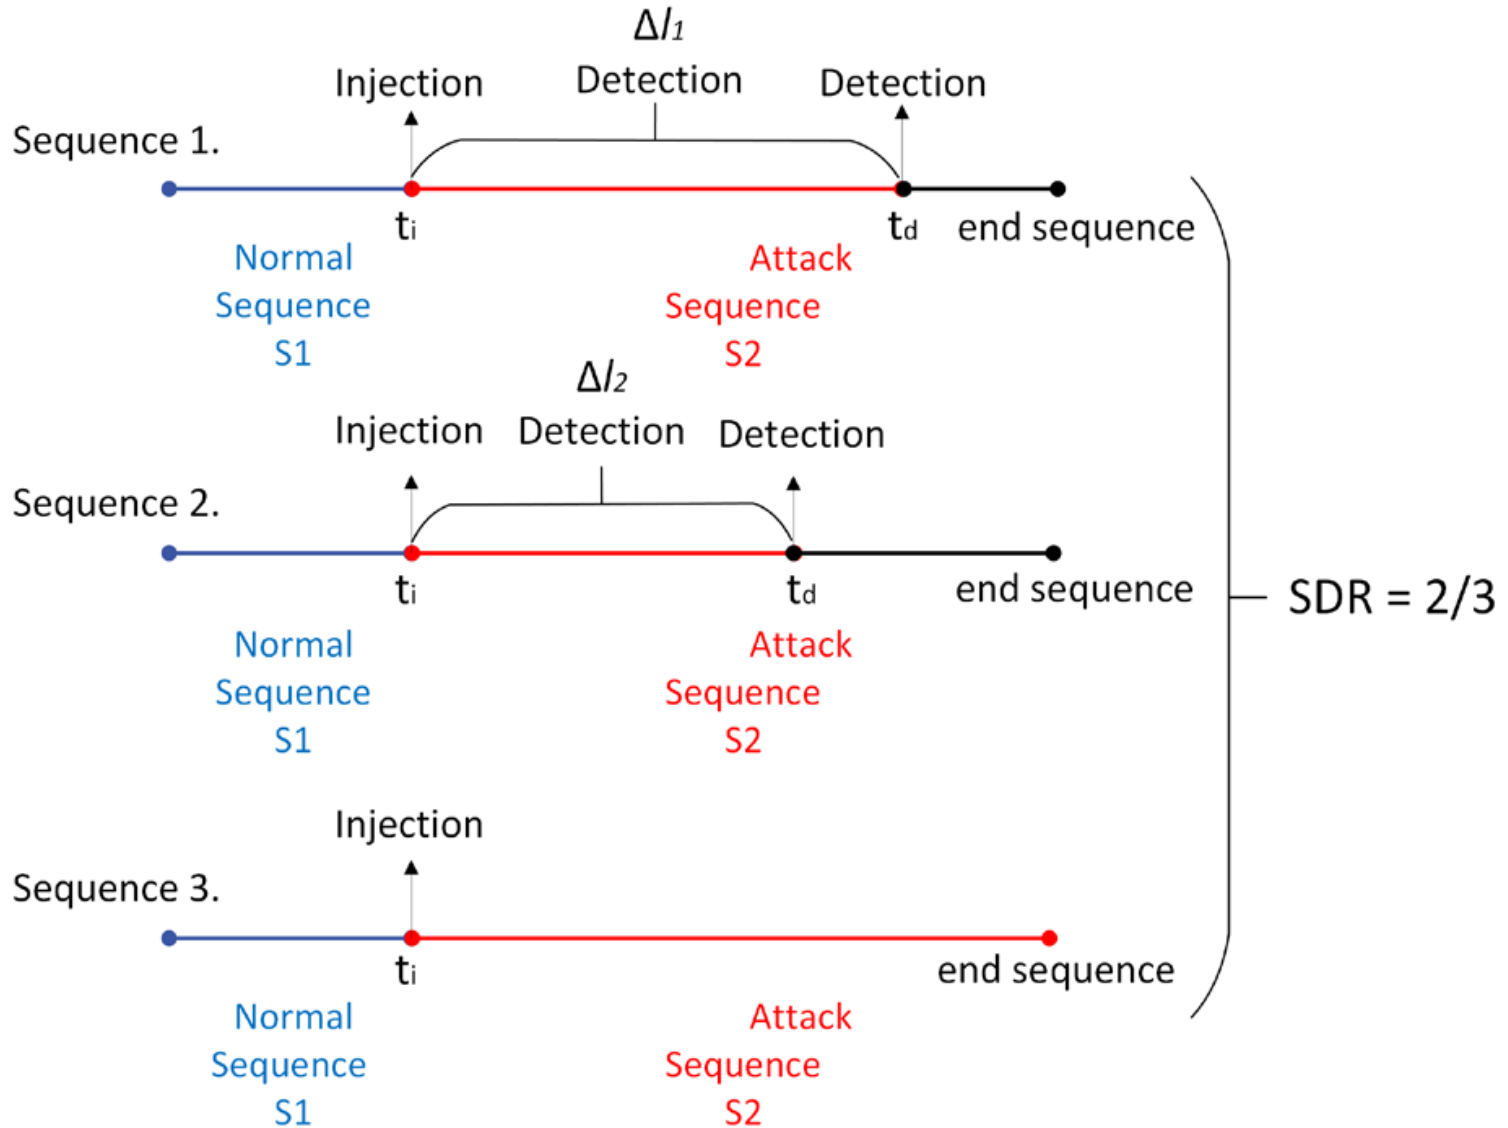 Δl1
Injection Detection Detection
Sequence 1.
ti td end sequence
Normal Attack
Sequence Sequence
S1 S2
Δl2
Injection Detection Detection
Sequence 2.
ti td end sequence
SDR = 2/3
Normal Attack
Sequence Sequence
S1 S2
Injection
Sequence 3.
ti end sequence
Normal Attack
Sequence Sequence
S1 S2